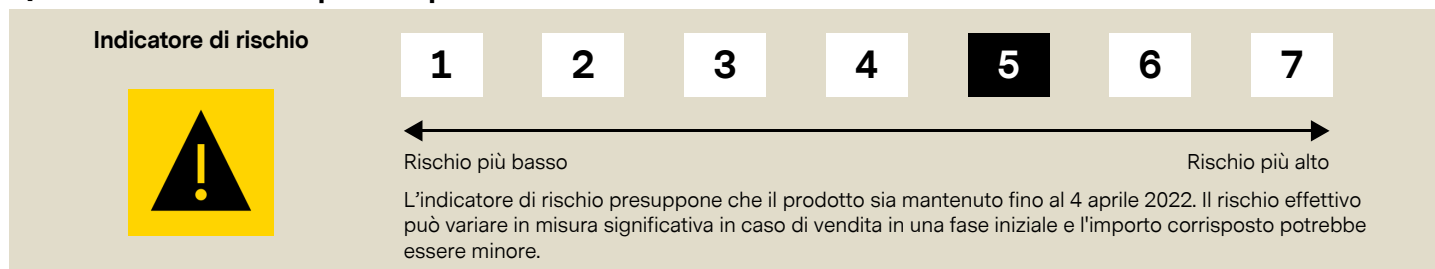 Indicatore di rischio
1 2 3 4 5 6 7
Rischio più basso
Rischio più alto
L'indicatore di rischio presuppone che il prodotto sia mantenuto fino al 4 aprile 2022. Il rischio effettivo
può variare in misura significativa in caso di vendita in una fase iniziale e l'importo corrisposto potrebbe
essere minore.